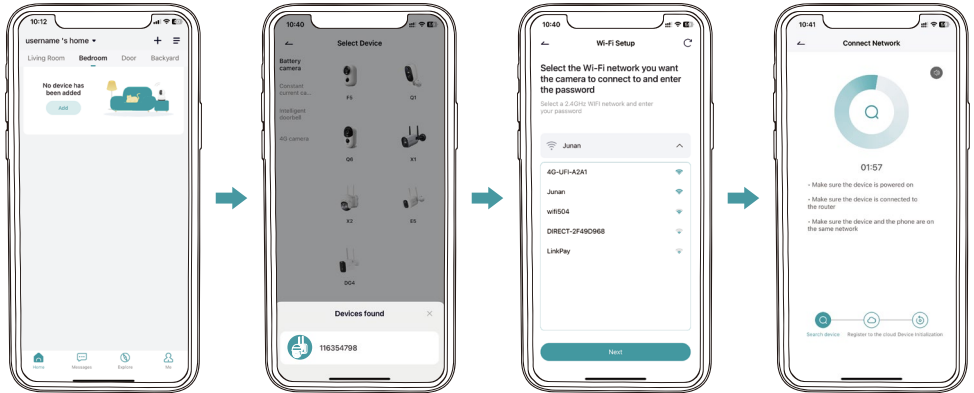 10:12
username 's home
Living Room Bedroom Door Backyard
No device has
been added
Add
Home Messages Explore Me
10:40
Select Device
Battery
camera
Constant
current ca...
Intelligent
doorbell
4G camera
F5 Q1
Q6 X1
X2 E5
DG4
Devices found
116354798
10:40
Wi-Fi Setup
Select the Wi-Fi network you want
the camera to connect to and enter
the password
Select a 2.4GHz WIFI network and enter
your password
Junan
4G-UFI-A2A1
Junan
wifi504
DIRECT-2F49D968
LinkPay
Next
10:41
Connect Network
01:57
- Make sure the device is powered on
- Make sure the device is connected to
the router
- Make sure the device and the phone are on
the same network
Search device Register to the cloud Device initialization